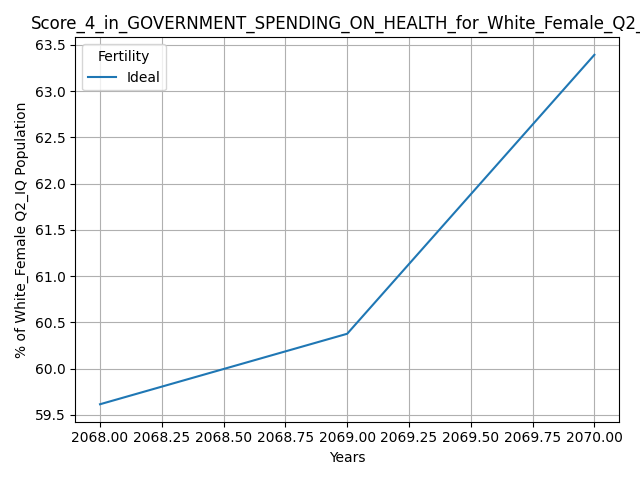 Score_4_in_GOVERNMENT_SPENDING_ON_HEALTH_for_White_Female_Q2_
Fertility
Ideal
% of White_Female Q2_IQ Population
63.5
63.0
62.5
62.0
61.5
61.0
60.5
60.0
59.5
2068.00 2068.25 2068.50 2068.75 2069.00 2069.25 2069.50 2069.75 2070.00
Years